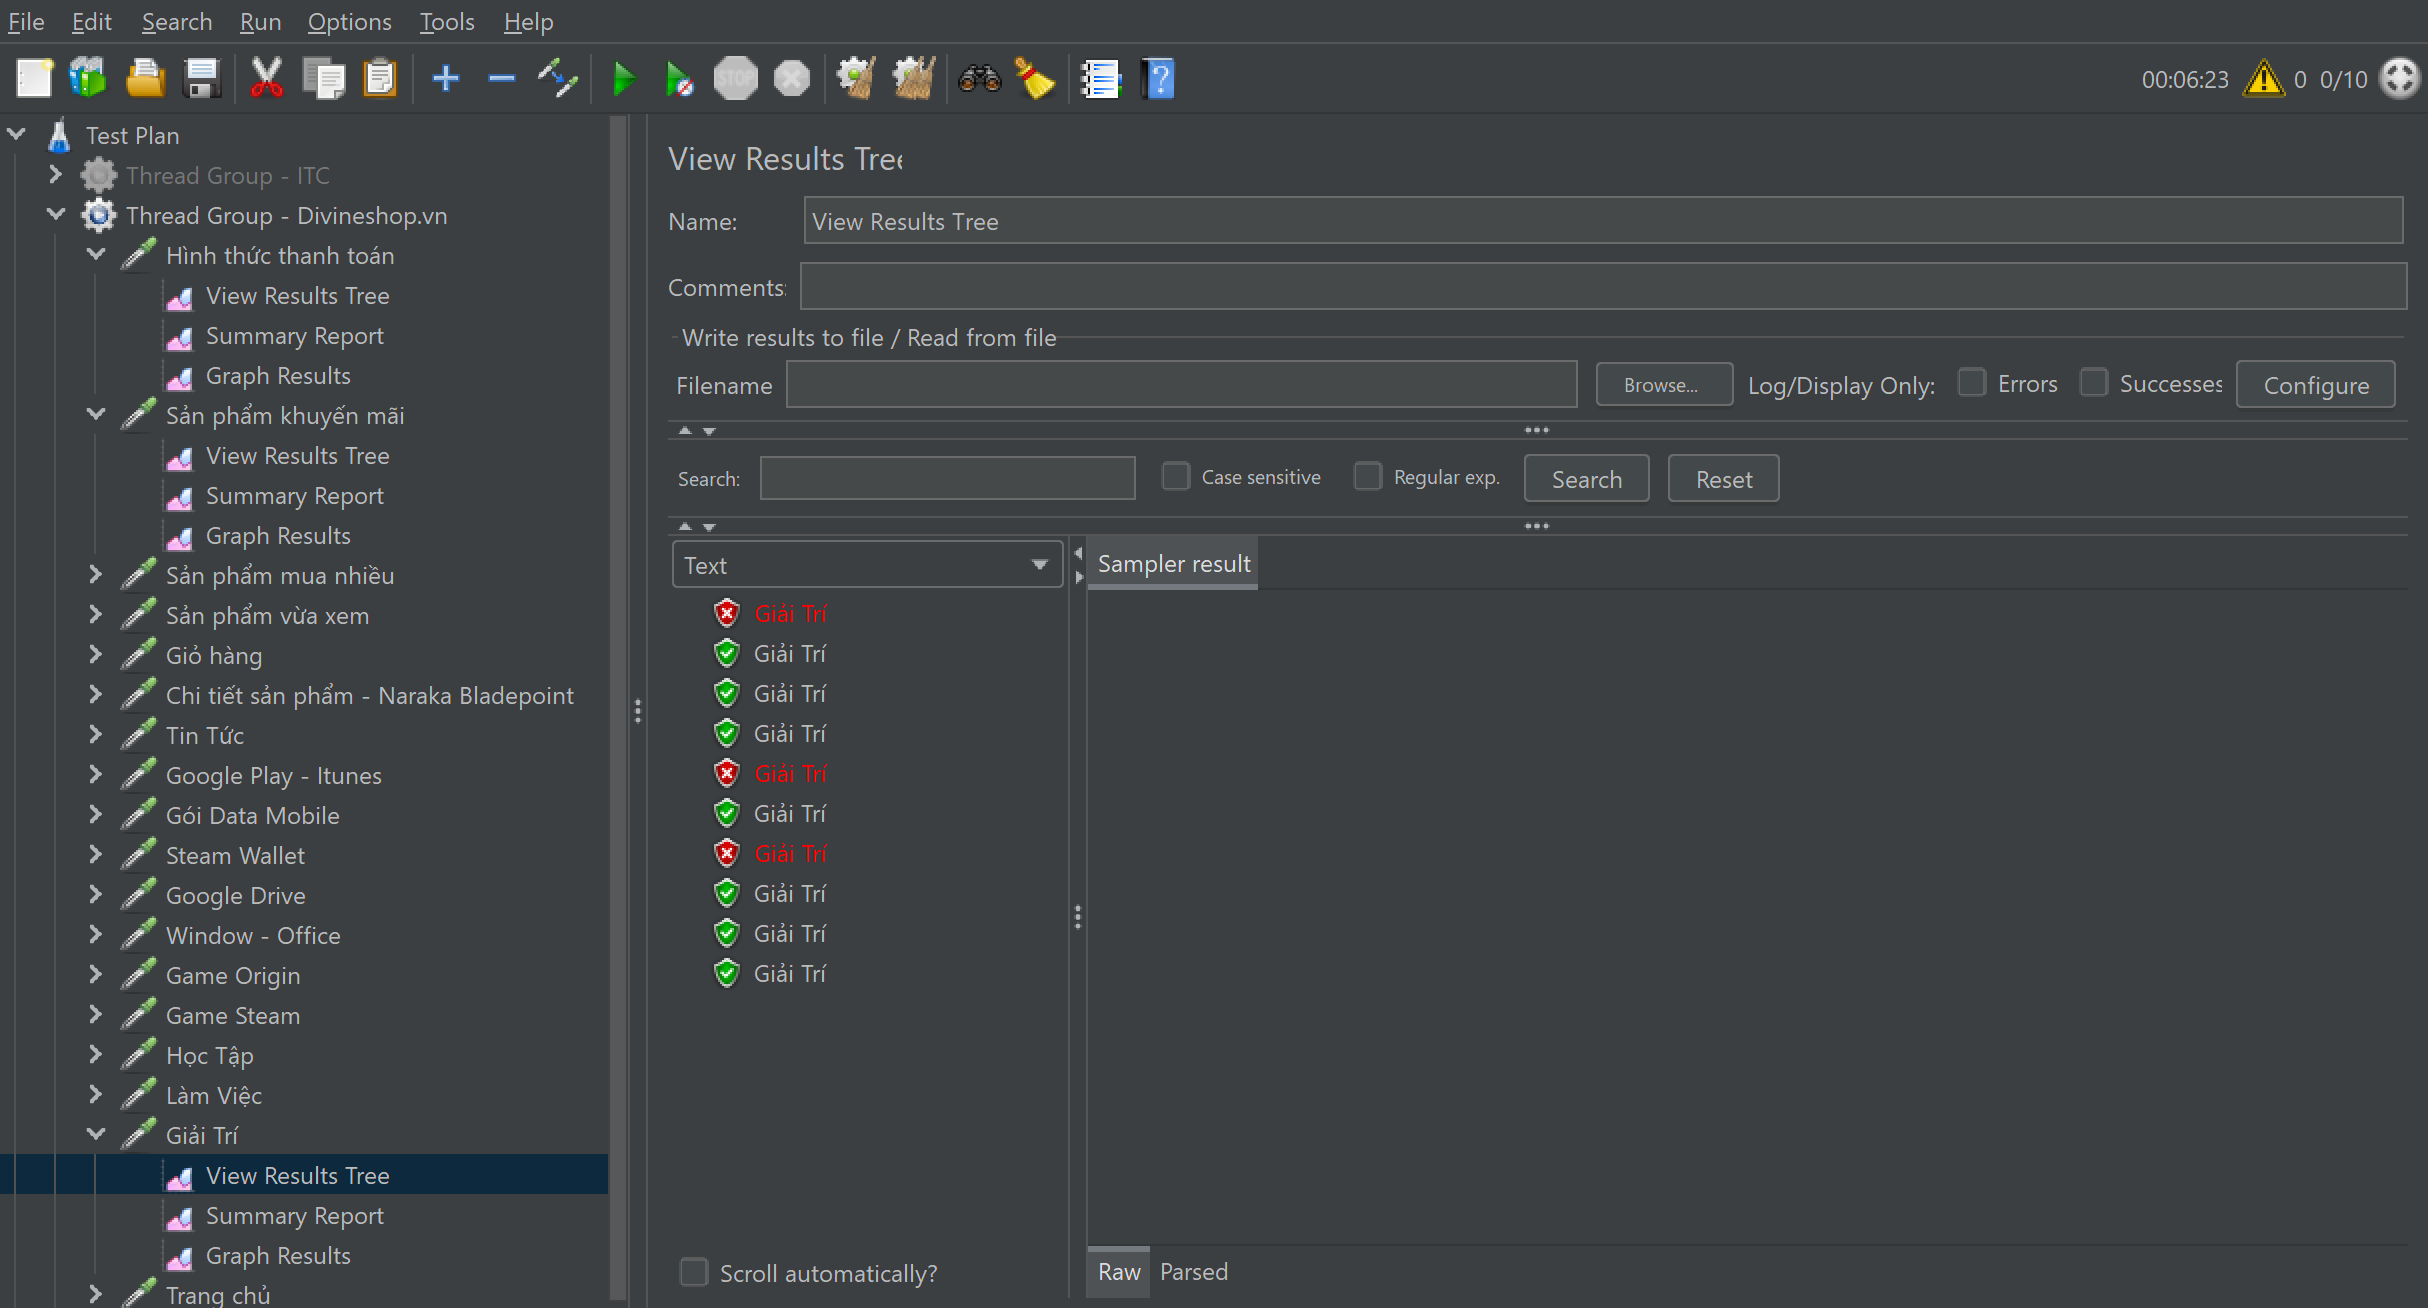 File Edit Search Run Options Tools Help
STOP
00:06:23 0 0/10
Test Plan
Thread Group - ITC
Thread Group - Divineshop.vn
Hình thức thanh toán
View Results Tree
Summary Report
Graph Results
Sản phẩm khuyến mãi
View Results Tree
Summary Report
Graph Results
Sản phẩm mua nhiều
Sản phẩm vừa xem
Giỏ hàng
Chi tiết sản phẩm - Naraka Bladepoint
Tin Tức
Google Play - Itunes
Gói Data Mobile
Steam Wallet
Google Drive
Window - Office
Game Origin
Game Steam
Học Tập
Làm Việc
Giải Trí
View Results Tree
Summary Report
Graph Results
Trang chủ
View Results Tree
Name: View Results Tree
Comments:
Write results to file / Read from file
Filename Browse... Log/Display Only: Errors Successes Configure
Search: Case sensitive Regular exp. Search Reset
Text
Sampler result
Giải Trí
Giải Trí
Giải Trí
Giải Trí
Giải Trí
Giải Trí
Giải Trí
Giải Trí
Giải Trí
Giải Trí
Scroll automatically?
Raw Parsed